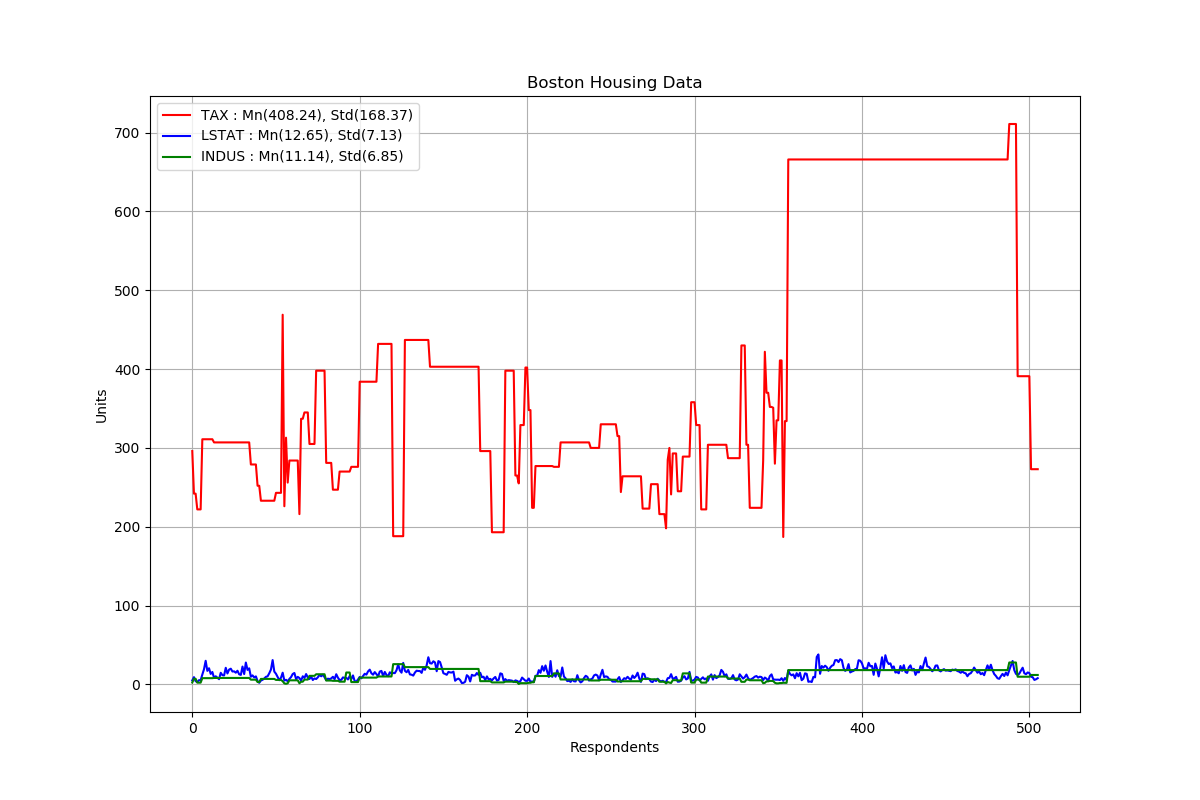 Boston Housing Data
TAX : Mn(408.24), Std(168.37)
LSTAT : Mn(12.65), Std(7.13)
INDUS : Mn(11.14), Std(6.85)
700
600
500
400
300
200
100
0
Units
0 100 200 300 400 500
Respondents